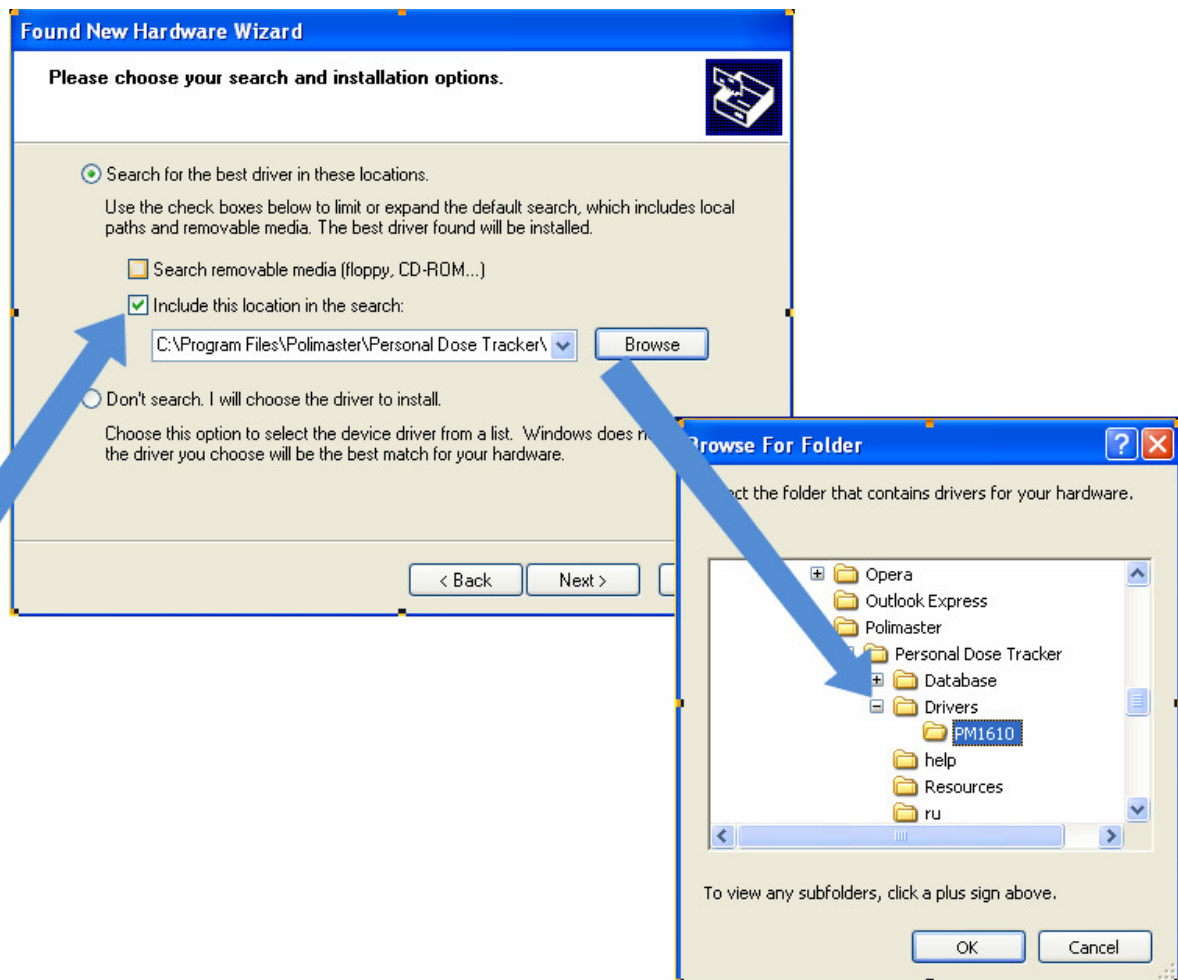 Found New Hardware Wizard
Please choose your search and installation options.
Search for the best driver in these locations.
Use the check boxes below to limit or expand the default search, which includes local
paths and removable media. The best driver found will be installed.
Search removable media (floppy, CD-ROM...)
Include this location in the search:
C:\Program Files\Polimaster\Personal Dose Tracker\
Browse
Don't search. I will choose the driver to install.
Choose this option to select the device driver from a list. Windows does
the driver you choose will be the best match for your hardware.
< Back
Next >
Browse For Folder
the folder that contains drivers for your hardware.
Opera
Outlook Express
Polimaster
Personal Dose Tracker
Database
Drivers
PM1610
help
Resources
ru
To view any subfolders, click a plus sign above.
OK
Cancel